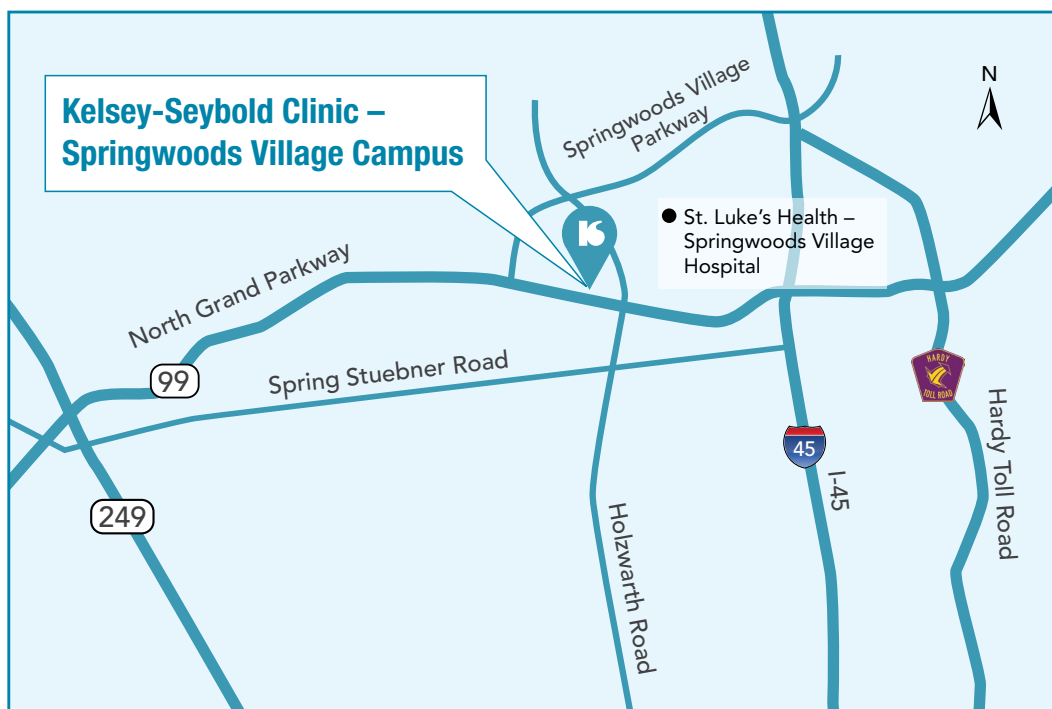 Kelsey-Seybold Clinic –
Springwoods Village Campus
Springwoods Village
Parkway
N
K
St. Luke's Health –
Springwoods Village
Hospital
North Grand Parkway
99
Spring Stuebner Road
HARDY
TOLL ROAD
45
I-45
Hardy Toll Road
249
Holzwarth Road